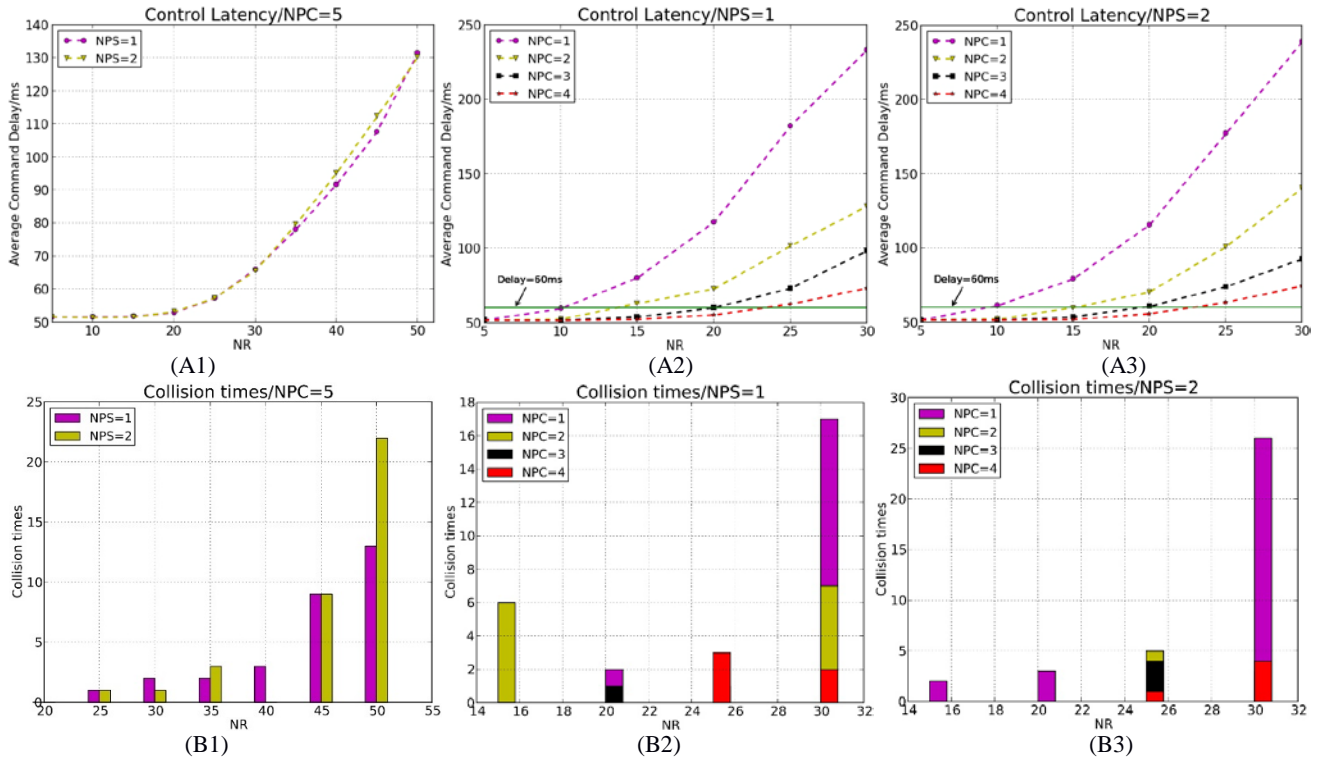 Control Latency/NPC=5
140
130
120
110
100
90
80
70
60
50
Average Command Delay/ms
NPS=1
NPS=2
10
20
30
40
50
NR
(A1)
Control Latency/NPS=1
250
200
150
100
50
Average Command Delay/ms
NPC=1
NPC=2
NPC=3
NPC=4
Delay=60ms
5
10
15
20
25
30
NR
(A2)
Control Latency/NPS=2
250
200
150
100
50
Average Command Delay/ms
NPC=1
NPC=2
NPC=3
NPC=4
Delay=60ms
5
10
15
20
25
30
NR
(A3)
Collision times/NPC=5
25
20
15
10
5
0
Collision times
NPS=1
NPS=2
20
25
30
35
40
45
50
55
NR
(B1)
Collision times/NPS=1
18
16
14
12
10
8
6
4
2
0
Collision times
NPC=1
NPC=2
NPC=3
NPC=4
14
16
18
20
22
24
26
28
30
32
NR
(B2)
Collision times/NPS=2
30
25
20
15
10
5
0
Collision times
NPC=1
NPC=2
NPC=3
NPC=4
14
16
18
20
22
24
26
28
30
32
NR
(B3)